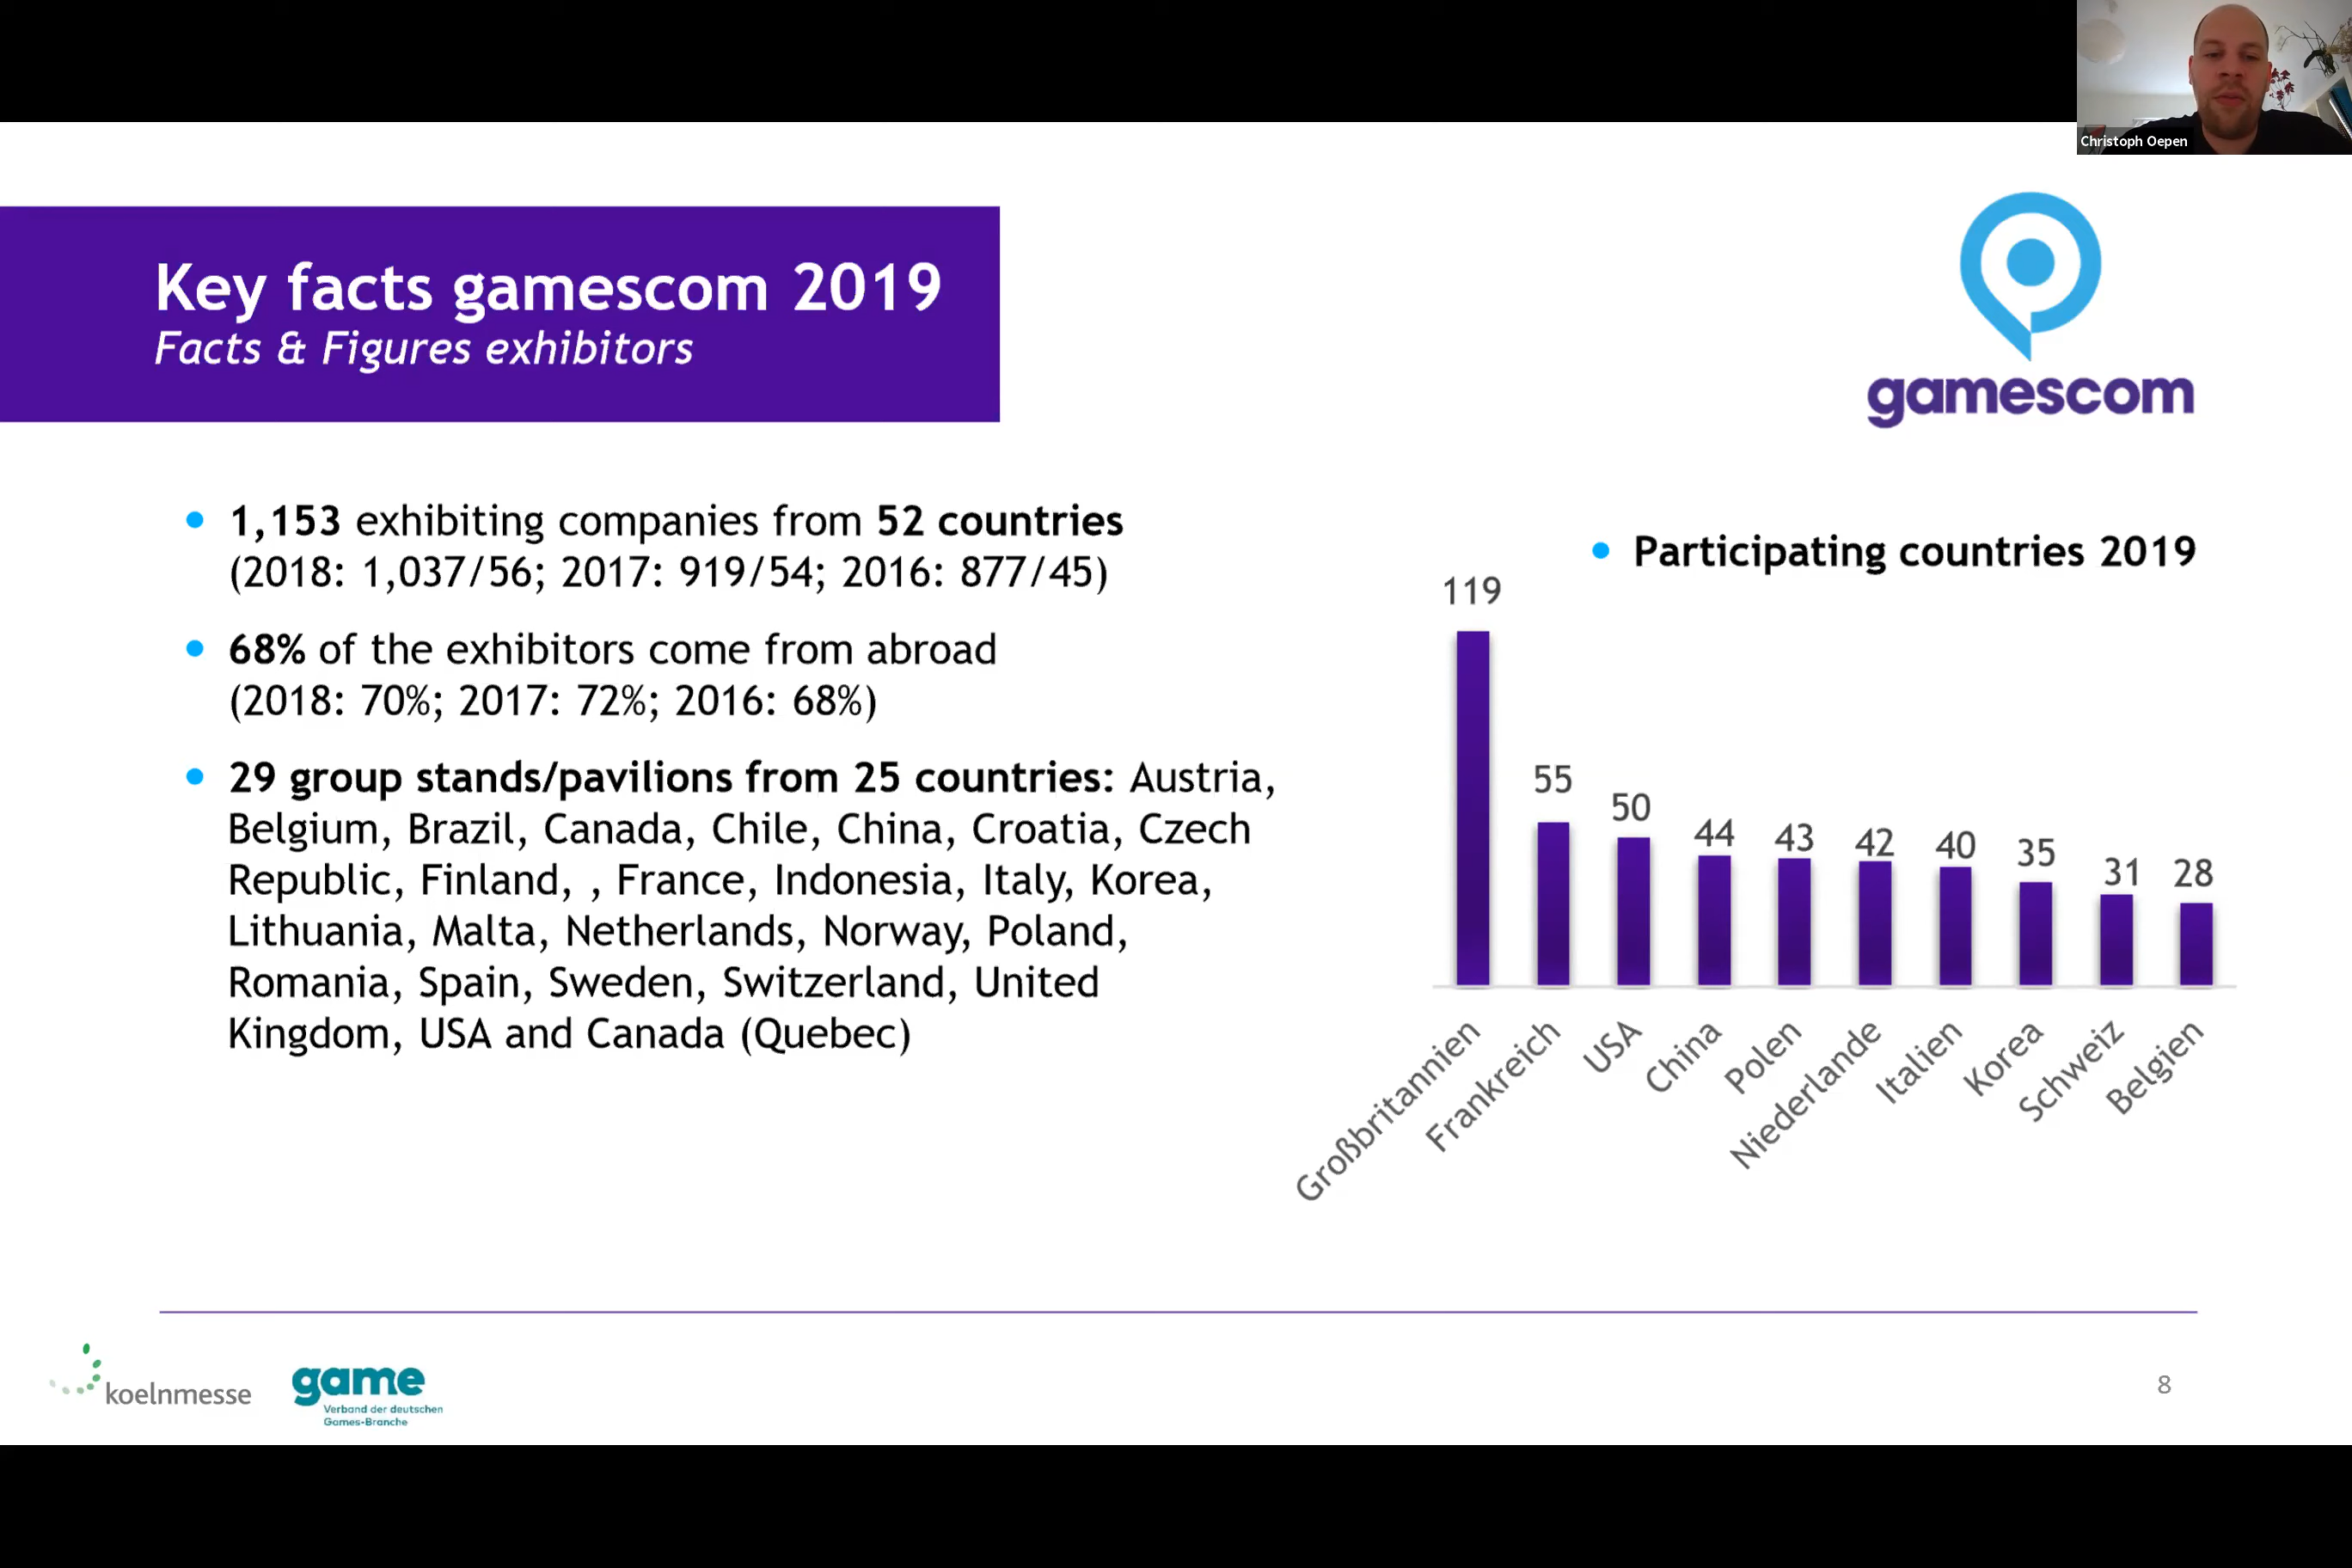 Christoph Oepen
Key facts gamescom 2019
Facts & Figures exhibitors
gamescom
• 1,153 exhibiting companies from 52 countries
(2018: 1,037/56; 2017: 919/54; 2016: 877/45)
• 68% of the exhibitors come from abroad
(2018: 70%; 2017: 72%; 2016: 68%)
• 29 group stands/pavilions from 25 countries: Austria,
Belgium, Brazil, Canada, Chile, China, Croatia, Czech
Republic, Finland, , France, Indonesia, Italy, Korea,
Lithuania, Malta, Netherlands, Norway, Poland,
Romania, Spain, Sweden, Switzerland, United
Kingdom, USA and Canada (Quebec)
• Participating countries 2019
119
55
50
44
43
42
40
35
31
28
Großbritannien
Frankreich
USA
China
Polen
Niederlande
Italien
Korea
Schweiz
Belgien
koelnmesse
game
Verband der deutschen
Games-Branche
8